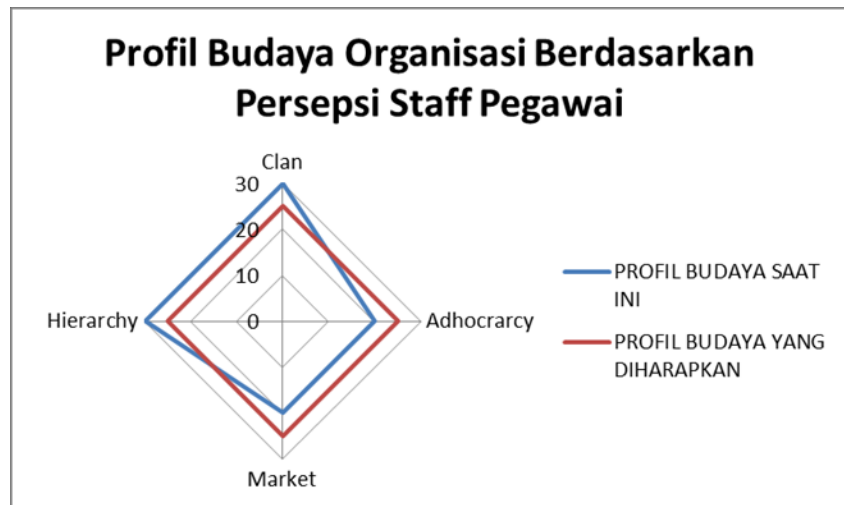 Profil Budaya Organisasi Berdasarkan
Persepsi Staff Pegawai
Clan
30
20
10
0
Hierarchy
Adhocrarcy
Market
PROFIL BUDAYA SAAT
INI
PROFIL BUDAYA YANG
DIHARAPKAN